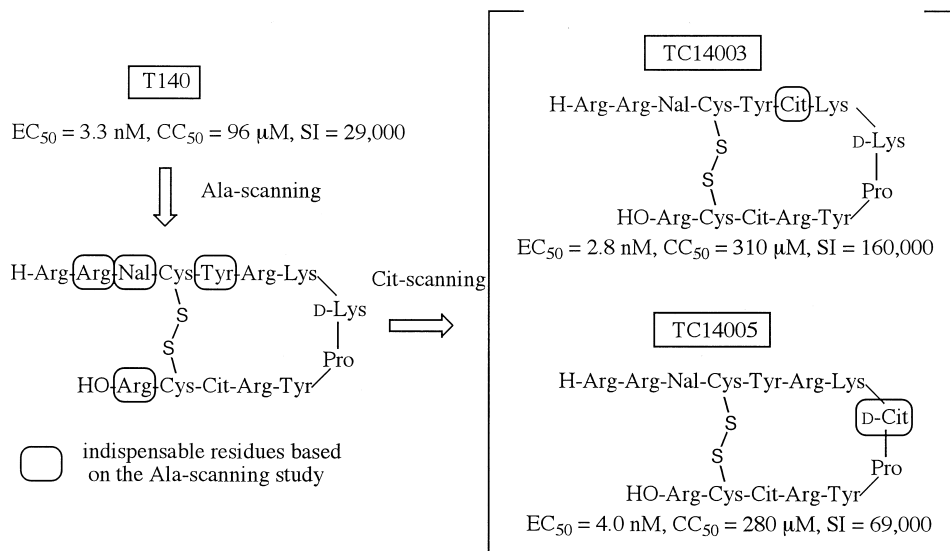 T140
EC50 = 3.3 nM, CC50 = 96 µM, SI = 29,000
Ala-scanning
H-Arg-Arg-Nal-Cys-Tyr-Arg-Lys
D-Lys
S
S
Pro
HO-Arg-Cys-Cit-Arg-Tyr
indispensable residues based
on the Ala-scanning study
Cit-scanning
TC14003
H-Arg-Arg-Nal-Cys-Tyr-Cit-Lys
D-Lys
S
S
Pro
HO-Arg-Cys-Cit-Arg-Tyr
EC50 = 2.8 nM, CC50 = 310 µM, SI = 160,000
TC14005
H-Arg-Arg-Nal-Cys-Tyr-Arg-Lys
D-Cit
S
S
Pro
HO-Arg-Cys-Cit-Arg-Tyr
EC50 = 4.0 nM, CC50 = 280 µM, SI = 69,000